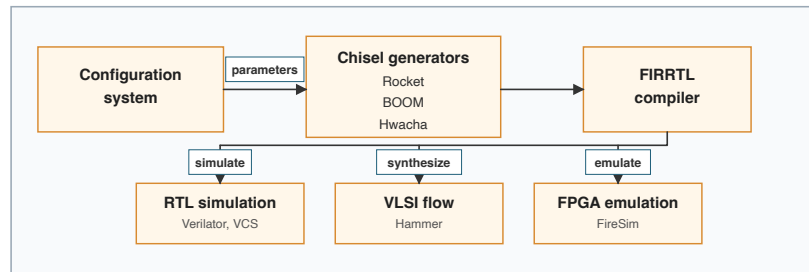 Configuration
system
parameters
Chisel generators
Rocket
BOOM
Hwacha
FIRRTL
compiler
simulate
synthesize
emulate
RTL simulation
Verilator, VCS
VLSI flow
Hammer
FPGA emulation
FireSim